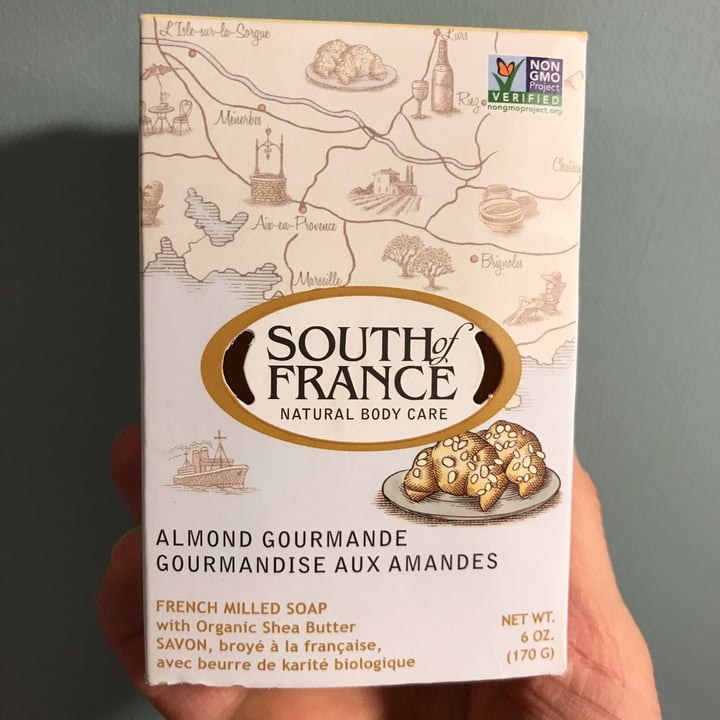 L'Isle-sur-la-Sorgue
Lurs
NON
GMO
Project
VERIFIED
nongmoproject.org
Riez
Ménerbes
Aix-en-Provence
Brignoles
Marseille
SOUTH of
FRANCE
NATURAL BODY CARE
ALMOND GOURMANDE
GOURMANDISE AUX AMANDES
FRENCH MILLED SOAP
with Organic Shea Butter
SAVON, broyé à la française,
avec beurre de karité biologique
NET WT.
6 OZ.
(170 G)